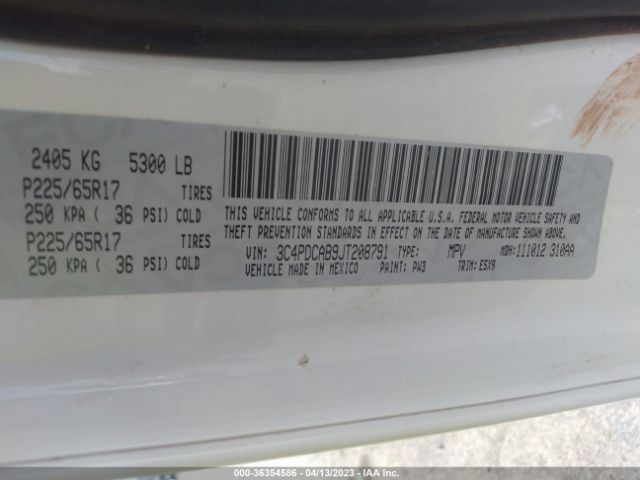 2405 KG 5300 LB
P225/65R17 TIRES
250 KPA ( 36 PSI) COLD
P225/65R17 TIRES
250 KPA ( 36 PSI) COLD
THIS VEHICLE CONFORMS TO ALL APPLICABLE U.S.A. FEDERAL MOTOR VEHICLE SAFETY AND
THEFT PREVENTION STANDARDS IN EFFECT ON THE DATE OF MANUFACTURE SHOWN ABOVE.
VIN: 3C4PDCAB9JT208791 TYPE: MPV MDH: 111012 310AA
VEHICLE MADE IN MEXICO PAINT: PW3 TRIM: E5X9
000-36354586 - 04/13/2023 - IAA Inc.